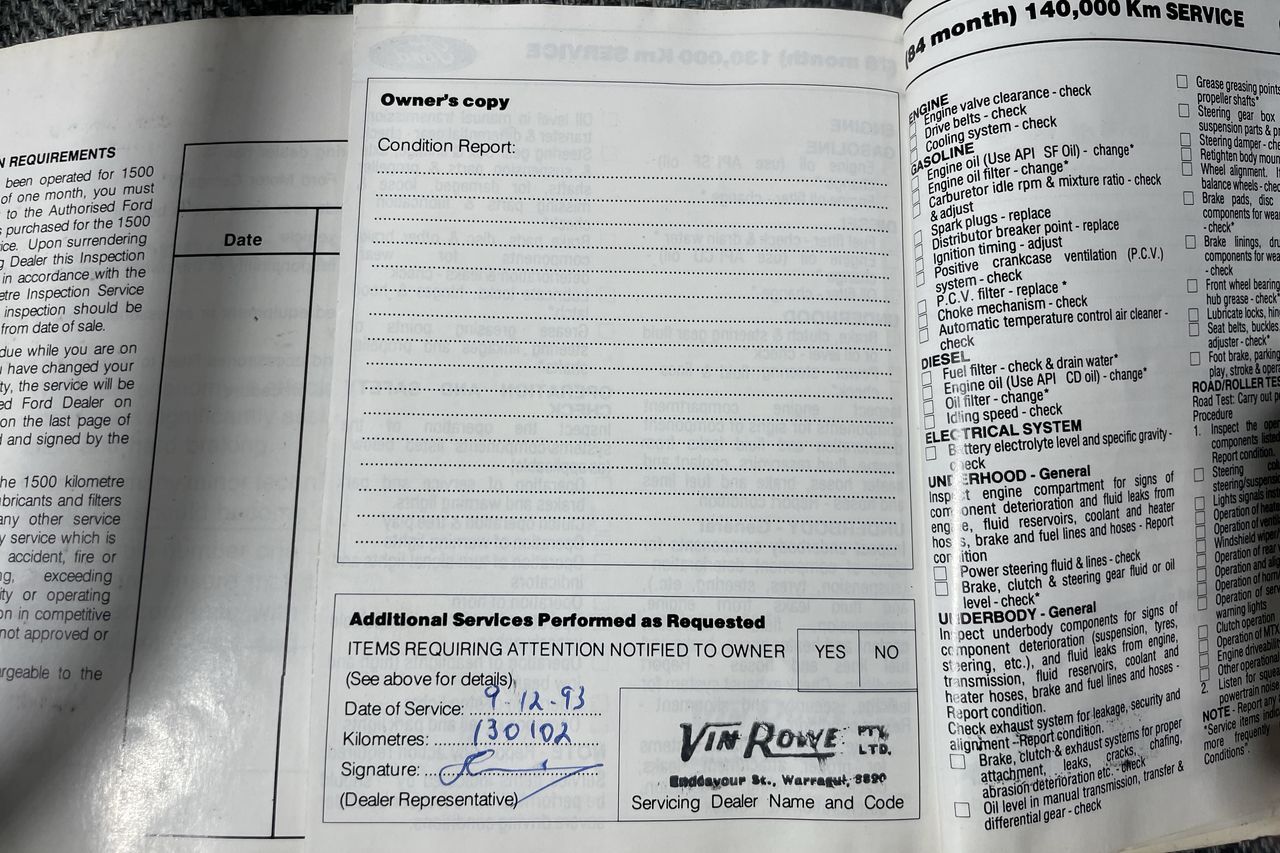 N REQUIREMENTS
been operated for 1500
of one month, you must
to the Authorised Ford
s purchased for the 1500
ice. Upon surrendering
g Dealer this Inspection
in accordance with the
etre Inspection Service
inspection should be
from date of sale.
due while you are on
u have changed your
ty, the service will be
ed Ford Dealer on
on the last page of
d and signed by the
he 1500 kilometre
ubricants and filters
any other service
y service which is
accident, fire or
ng, exceeding
ity or operating
on in competitive
not approved or
rgeable to the
Date
Owner's copy
Condition Report:
Additional Services Performed as Requested
ITEMS REQUIRING ATTENTION NOTIFIED TO OWNER YES NO
(See above for details)
Date of Service: 9-12-93
Kilometres: 130102
Signature:
(Dealer Representative)
VIN ROWE PTY. LTD.
Endeavour St., Warragul, 3820
Servicing Dealer Name and Code
(84 month) 140,000 Km SERVICE
ENGINE
Engine valve clearance - check
Drive belts - check
Cooling system - check
GASOLINE
Engine oil (Use API SF Oil) - change*
Engine oil filter - change*
Carburetor idle rpm & mixture ratio - check
& adjust
Spark plugs - replace
Distributor breaker point - replace
Ignition timing - adjust
Positive crankcase ventilation (P.C.V.)
system - check
P.C.V. filter - replace *
Choke mechanism - check
Automatic temperature control air cleaner -
check
DIESEL
Fuel filter - check & drain water*
Engine oil (Use API CD oil) - change*
Oil filter - change*
Idling speed - check
ELECTRICAL SYSTEM
Battery electrolyte level and specific gravity -
check
UNDERHOOD - General
Inspect engine compartment for signs of
component deterioration and fluid leaks from
engine, fluid reservoirs, coolant and heater
hoses, brake and fuel lines and hoses - Report
condition
Power steering fluid & lines - check
Brake, clutch & steering gear fluid or oil
level - check*
UNDERBODY - General
Inspect underbody components for signs of
component deterioration (suspension, tyres,
steering, etc.), and fluid leaks from engine,
transmission, fluid reservoirs, coolant and
heater hoses, brake and fuel lines and hoses -
Report condition.
Check exhaust system for leakage, security and
alignment - Report condition.
Brake, clutch & exhaust systems for proper
attachment, leaks, cracks, chafing,
abrasion deterioration etc. - check
Oil level in manual transmission, transfer &
differential gear - check
Grease greasing points
propeller shafts*
Steering gear box
suspension parts & p
Steering damper - che
Retighten body moun
Wheel alignment. If
balance wheels - chec
Brake pads, disc
components for wea
- check*
Brake linings, dru
components for wea
- check
Front wheel bearing
hub grease - check*
Lubricate locks, hin
Seat belts, buckles,
adjuster - check*
Foot brake, parking
play, stroke & opera
ROAD/ROLLER TE
Road Test: Carry out p
Procedure
1. Inspect the oper
components listed
Report condition.
Steering col
steering/suspensio
Lights signals inst
Operation of heate
Operation of venti
Windshield wiper
Operation of rear
Operation and alig
Operation of horn
Operation of serv
warning lights
Clutch operation
Operation of MTX
Engine driveabili
Other operational
2. Listen for sque
powertrain noise
NOTE - Report any
*Service items indic
more frequently
Conditions".